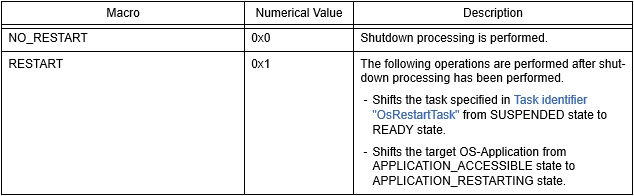 Macro Numerical Value Description
NO_RESTART 0x0 Shutdown processing is performed.
RESTART 0x1 The following operations are performed after shut-
down processing has been performed.
- Shifts the task specified in Task identifier
"OsRestartTask" from SUSPENDED state to
READY state.
- Shifts the target OS-Application from
APPLICATION_ACCESSIBLE state to
APPLICATION_RESTARTING state.